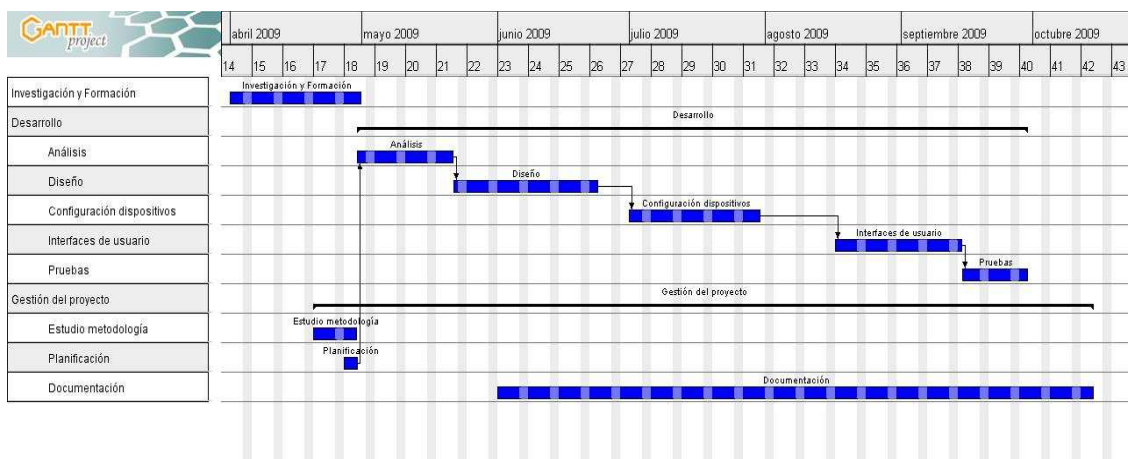 GANTT
project
abril 2009 mayo 2009 junio 2009 julio 2009 agosto 2009 septiembre 2009 octubre 2009
14 15 16 17 18 19 20 21 22 23 24 25 26 27 28 29 30 31 32 33 34 35 36 37 38 39 40 41 42 43
Investigación y Formación
Investigación y Formación
Desarrollo
Desarrollo
Análisis
Análisis
Diseño
Diseño
Configuración dispositivos
Configuración dispositivos
Interfaces de usuario
Interfaces de usuario
Pruebas
Pruebas
Gestión del proyecto
Gestión del proyecto
Estudio metodología
Estudio metodología
Planificación
Planificación
Documentación
Documentación